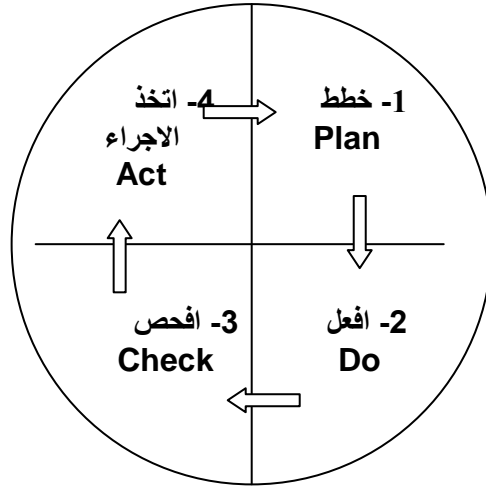 1- خطط
Plan
2- افعل
Do
3- افحص
Check
4- اتخذ
الاجراء
Act